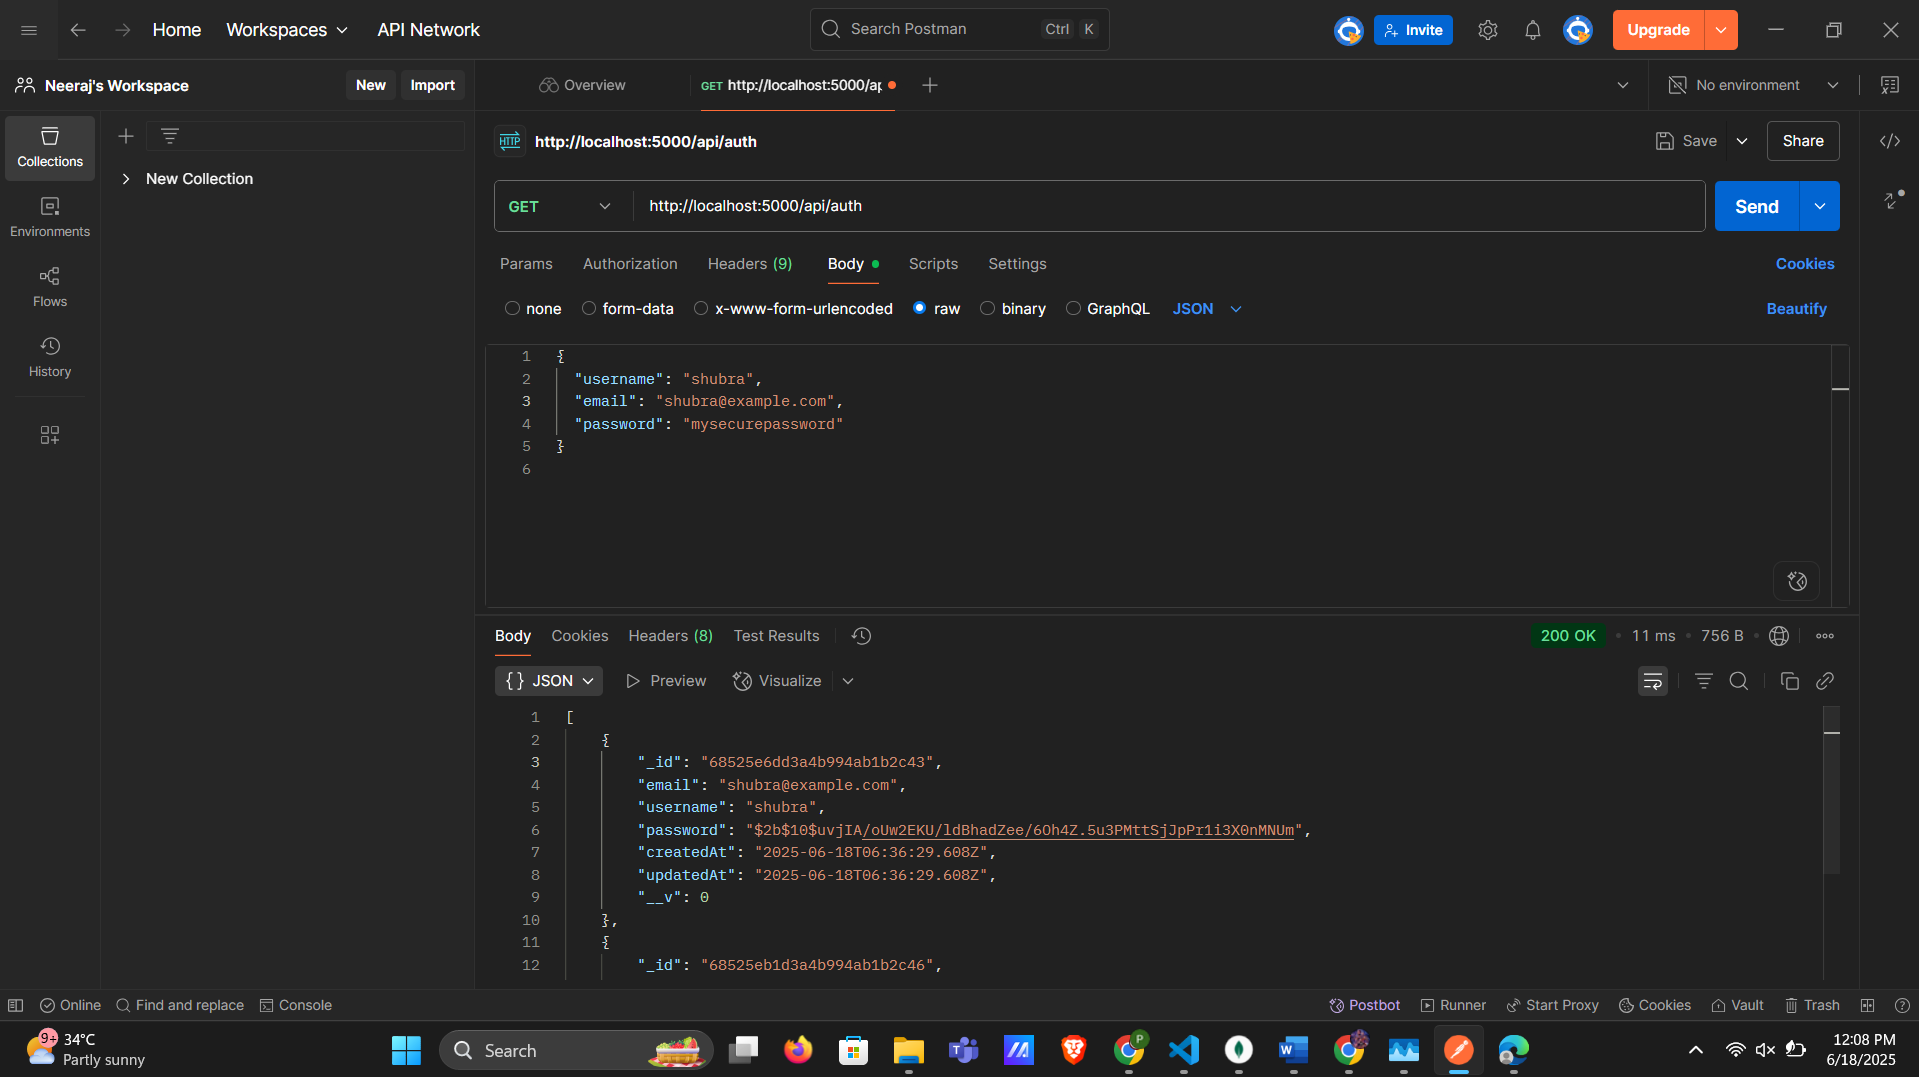 Home Workspaces API Network Search Postman Ctrl K Invite Upgrade
Neeraj's Workspace New Import Overview GET http://localhost:5000/ap No environment
Collections
Environments
Flows
History
New Collection
HTTP http://localhost:5000/api/auth Save Share
GET http://localhost:5000/api/auth Send
Params Authorization Headers (9) Body Scripts Settings Cookies
none form-data x-www-form-urlencoded raw binary GraphQL JSON Beautify
1 {
2 "username": "shubra",
3 "email": "shubra@example.com",
4 "password": "mysecurepassword"
5 }
6
Body Cookies Headers (8) Test Results 200 OK • 11 ms • 756 B •
{} JSON Preview Visualize
1 [
2 {
3 "_id": "68525e6dd3a4b994ab1b2c43",
4 "email": "shubra@example.com",
5 "username": "shubra",
6 "password": "$2b$10$uvjIA/oUw2EKU/ldBhadZee/6Oh4Z.5u3PMttSjJpPr1i3X0nMNUm",
7 "createdAt": "2025-06-18T06:36:29.608Z",
8 "updatedAt": "2025-06-18T06:36:29.608Z",
9 "__v": 0
10 },
11 {
12 "_id": "68525eb1d3a4b994ab1b2c46",
Online Find and replace Console Postbot Runner Start Proxy Cookies Vault Trash
9+ 34°C
Partly sunny
Search
P
W
12:08 PM
6/18/2025